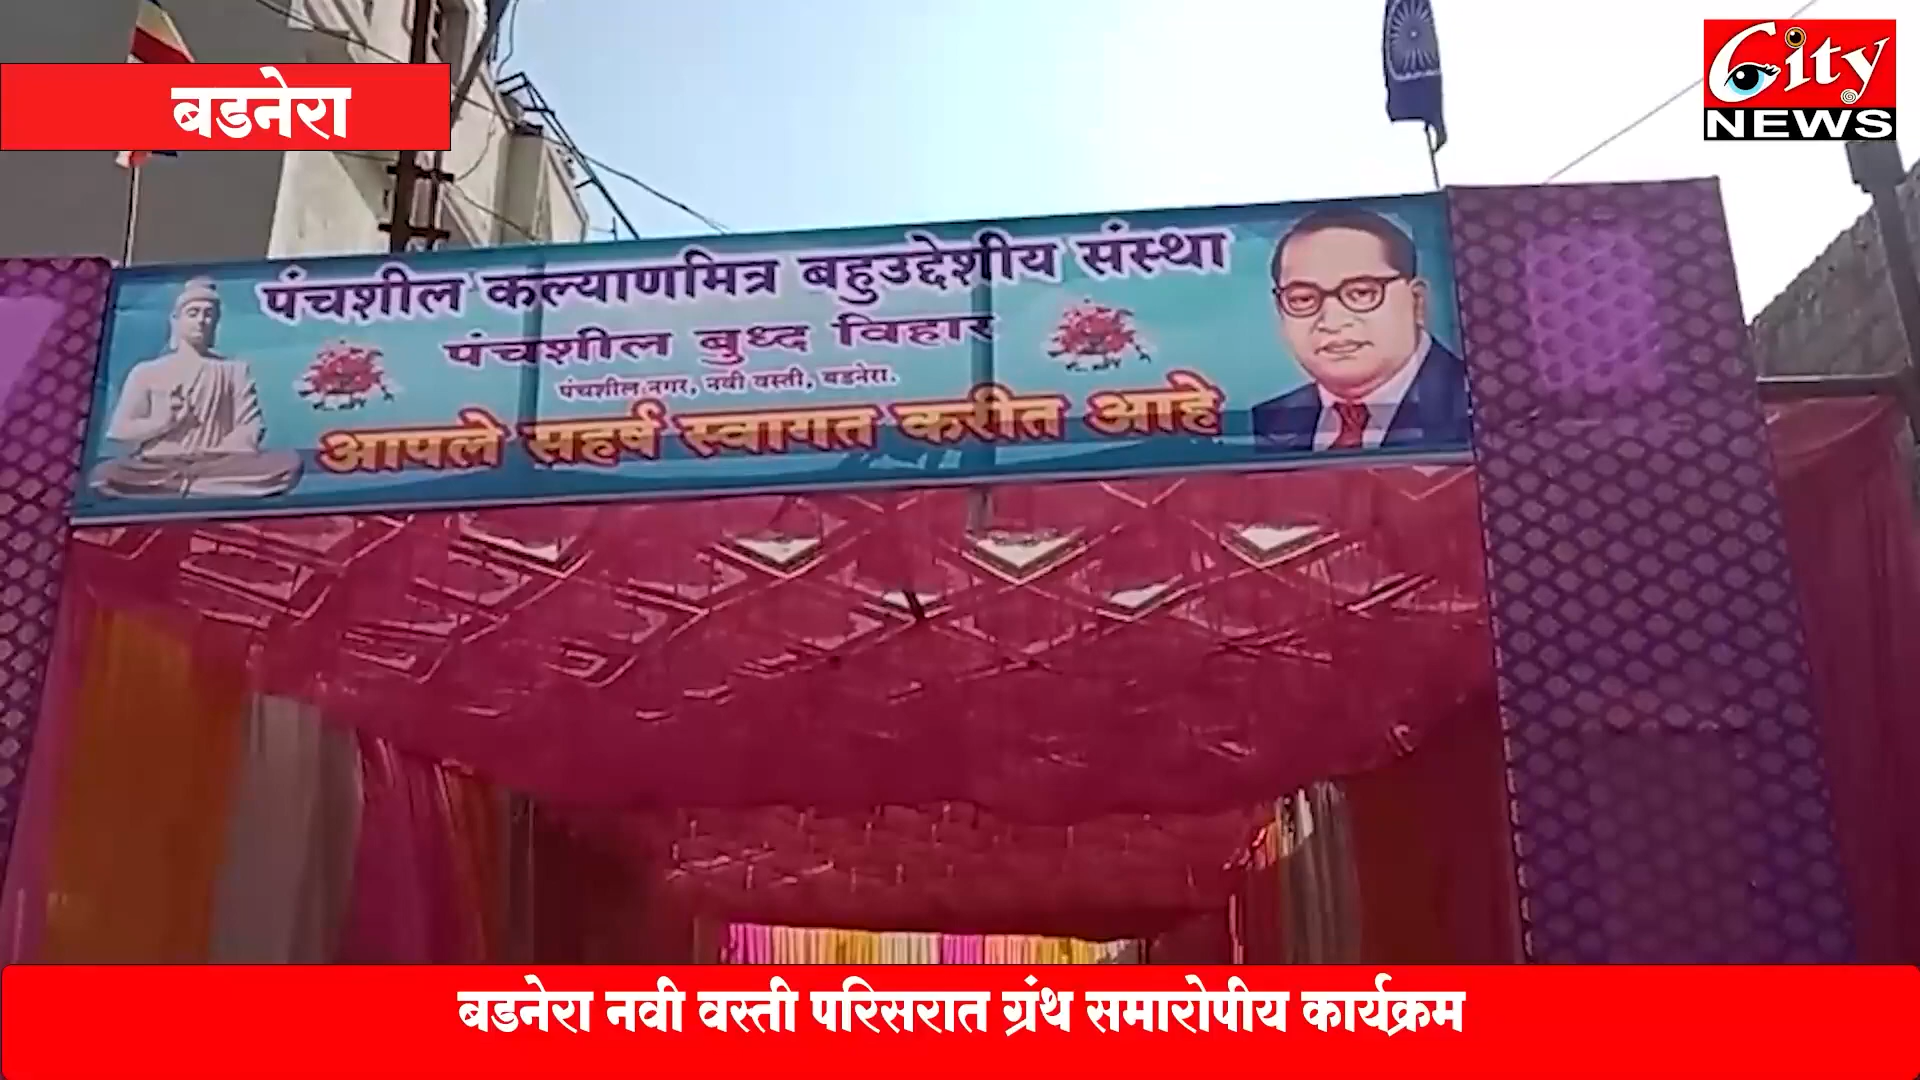 बडनेरा
City
NEWS
पंचशील कल्याणमित्र बहुउद्देशीय संस्था
पंचशील बुध्द विहार
पंचशील नगर, नवी वस्ती, बडनेरा.
आपले सहर्ष स्वागत करीत आहे
बडनेरा नवी वस्ती परिसरात ग्रंथ समारोपीय कार्यक्रम